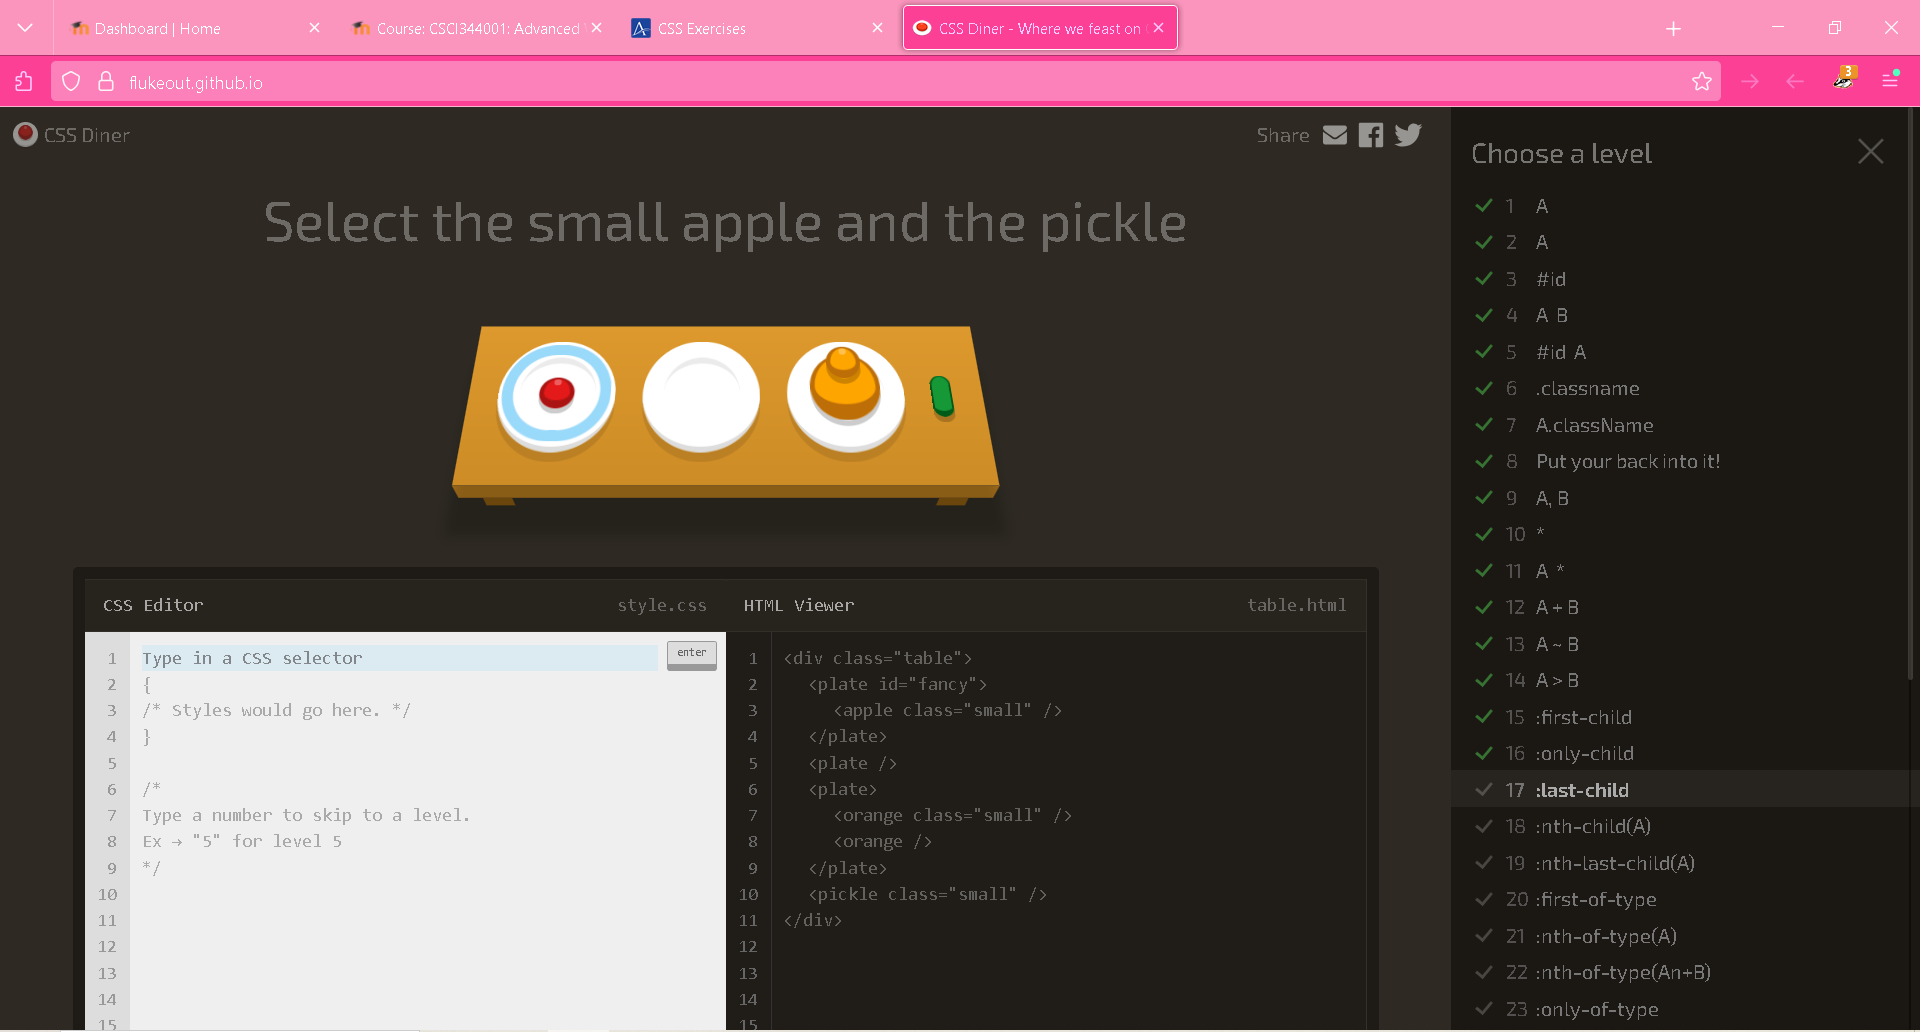 Dashboard | Home
Course: CSCI344001: Advanced
CSS Exercises
CSS Diner - Where we feast on
flukeout.github.io
3
CSS Diner
Share
Select the small apple and the pickle
CSS Editor
style.css
1 Type in a CSS selector
enter
2 {
3 /* Styles would go here. */
4 }
5
6 /*
7 Type a number to skip to a level.
8 Ex → "5" for level 5
9 */
10
11
12
13
14
15
HTML Viewer
table.html
1 <div class="table">
2 <plate id="fancy">
3 <apple class="small" />
4 </plate>
5 <plate />
6 <plate>
7 <orange class="small" />
8 <orange />
9 </plate>
10 <pickle class="small" />
11 </div>
12
13
14
15
Choose a level
1 A
2 A
3 #id
4 A B
5 #id A
6 .classname
7 A.className
8 Put your back into it!
9 A, B
10 *
11 A *
12 A + B
13 A ~ B
14 A > B
15 :first-child
16 :only-child
17 :last-child
18 :nth-child(A)
19 :nth-last-child(A)
20 :first-of-type
21 :nth-of-type(A)
22 :nth-of-type(An+B)
23 :only-of-type